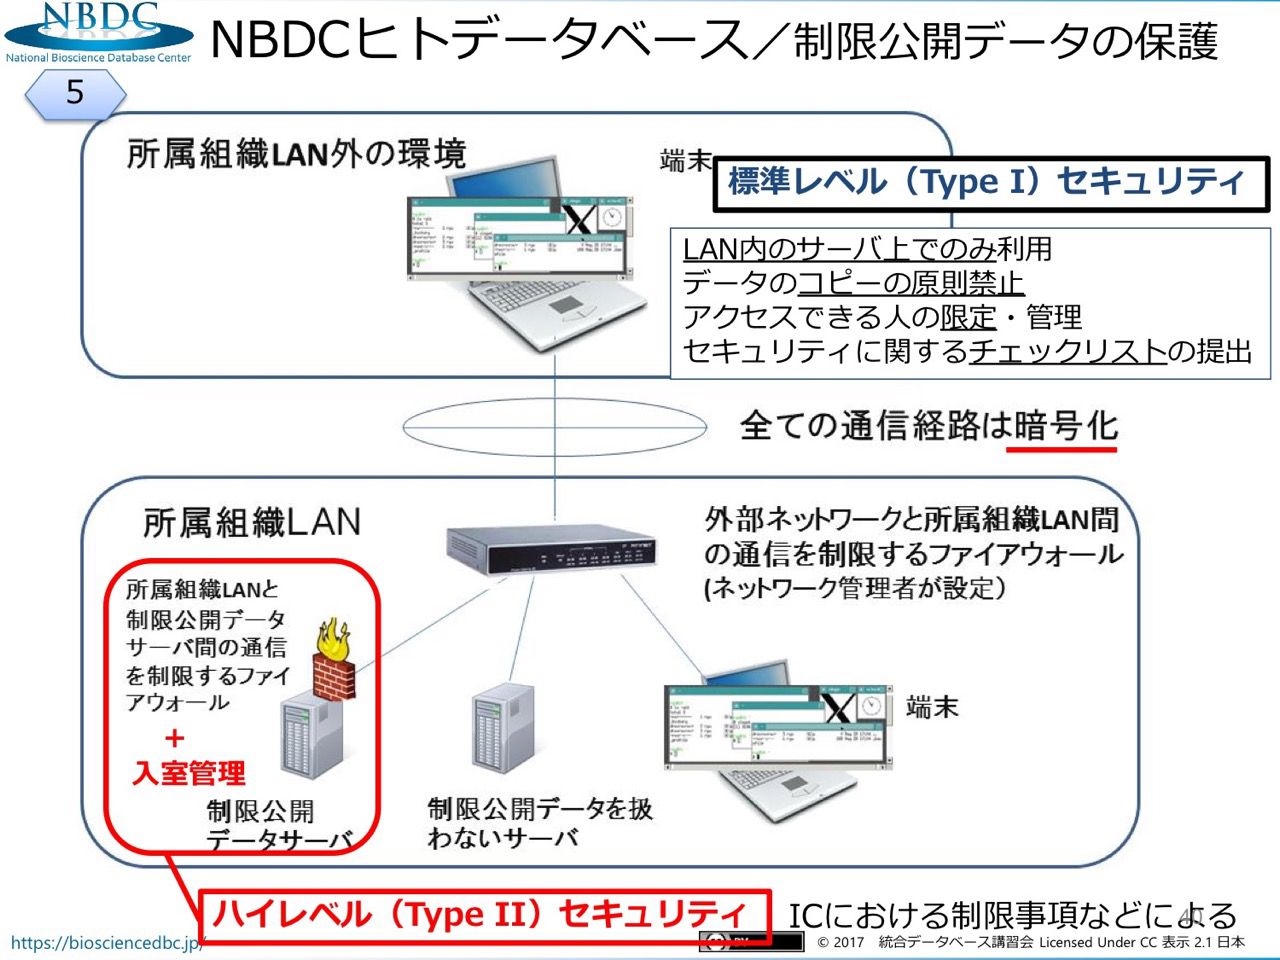 NBDC
National Bioscience Database Center
NBDCヒトデータベース／制限公開データの保護
5
所属組織LAN外の環境
端末
標準レベル（Type I）セキュリティ
LAN内のサーバ上でのみ利用
データのコピーの原則禁止
アクセスできる人の限定・管理
セキュリティに関するチェックリストの提出
全ての通信経路は暗号化
所属組織LAN
外部ネットワークと所属組織LAN間
の通信を制限するファイアウォール
(ネットワーク管理者が設定）
所属組織LANと
制限公開データ
サーバ間の通信
を制限するファイ
アウォール
+
入室管理
制限公開
データサーバ
制限公開データを扱
わないサーバ
端末
ハイレベル（Type II）セキュリティ
ICにおける制限事項などによる
40
https://biosciencedbc.jp/
© 2017 統合データベース講習会 Licensed Under CC 表示 2.1 日本